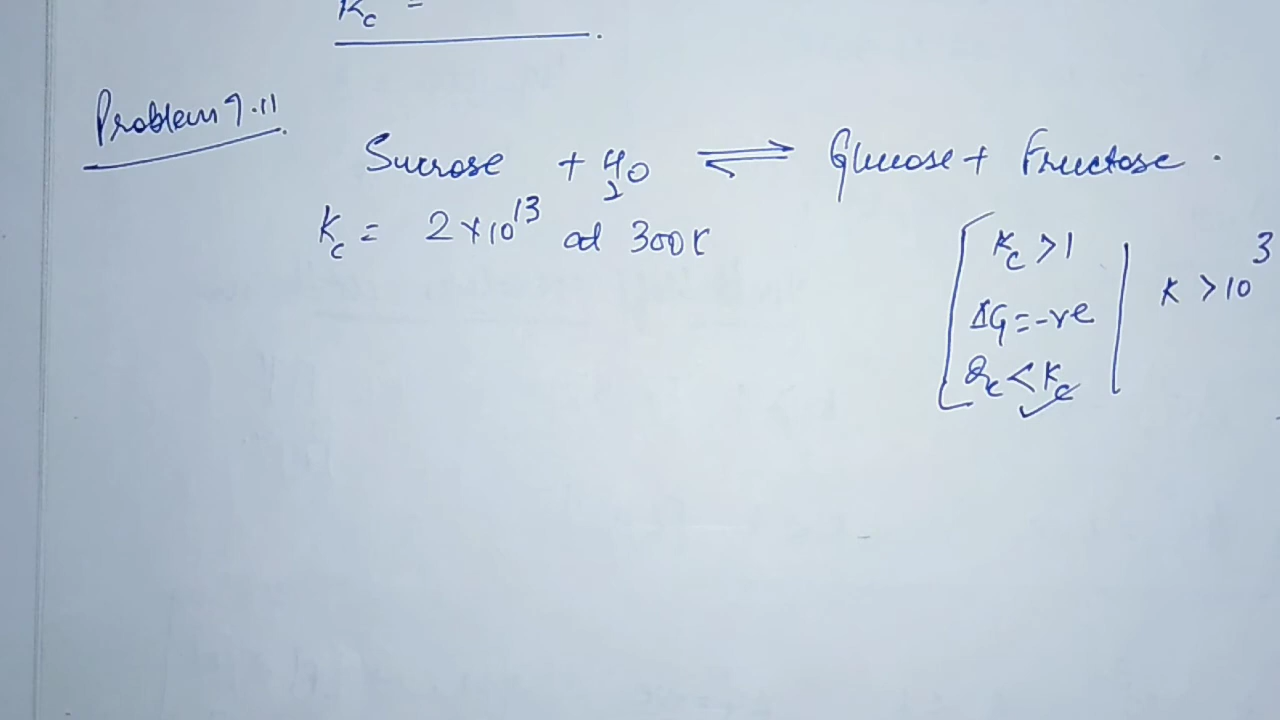 Kc =
Problem 7.11
Sucrose + H2O ⇌ Glucose + Fructose.
Kc = 2×10^13 at 300K
Kc > 1
K > 10^3
ΔG = -ve
Qc < Kc ✓